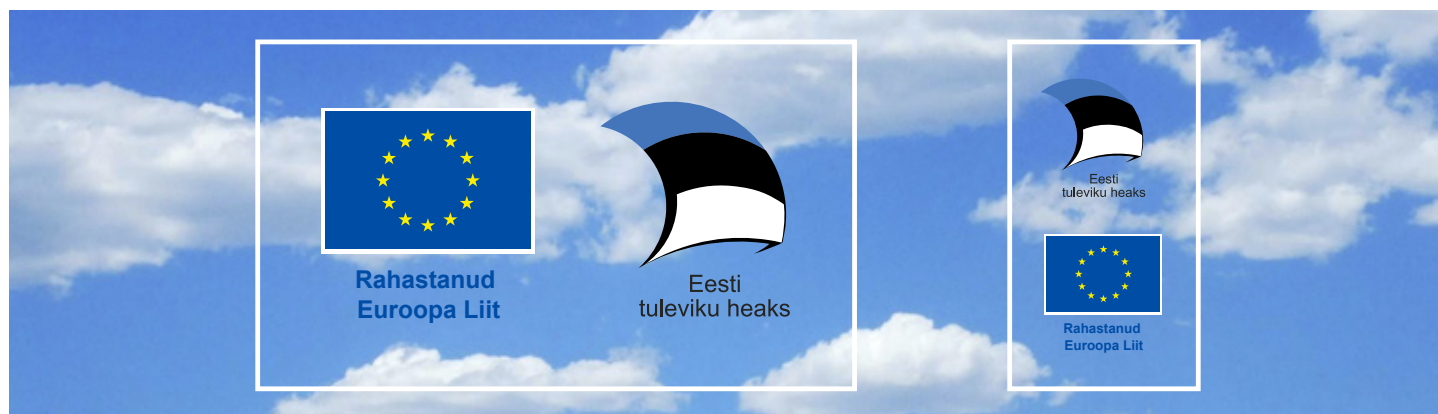 Rahastanud
Euroopa Liit
Eesti
tuleviku heaks
Eesti
tuleviku heaks
Rahastanud
Euroopa Liit